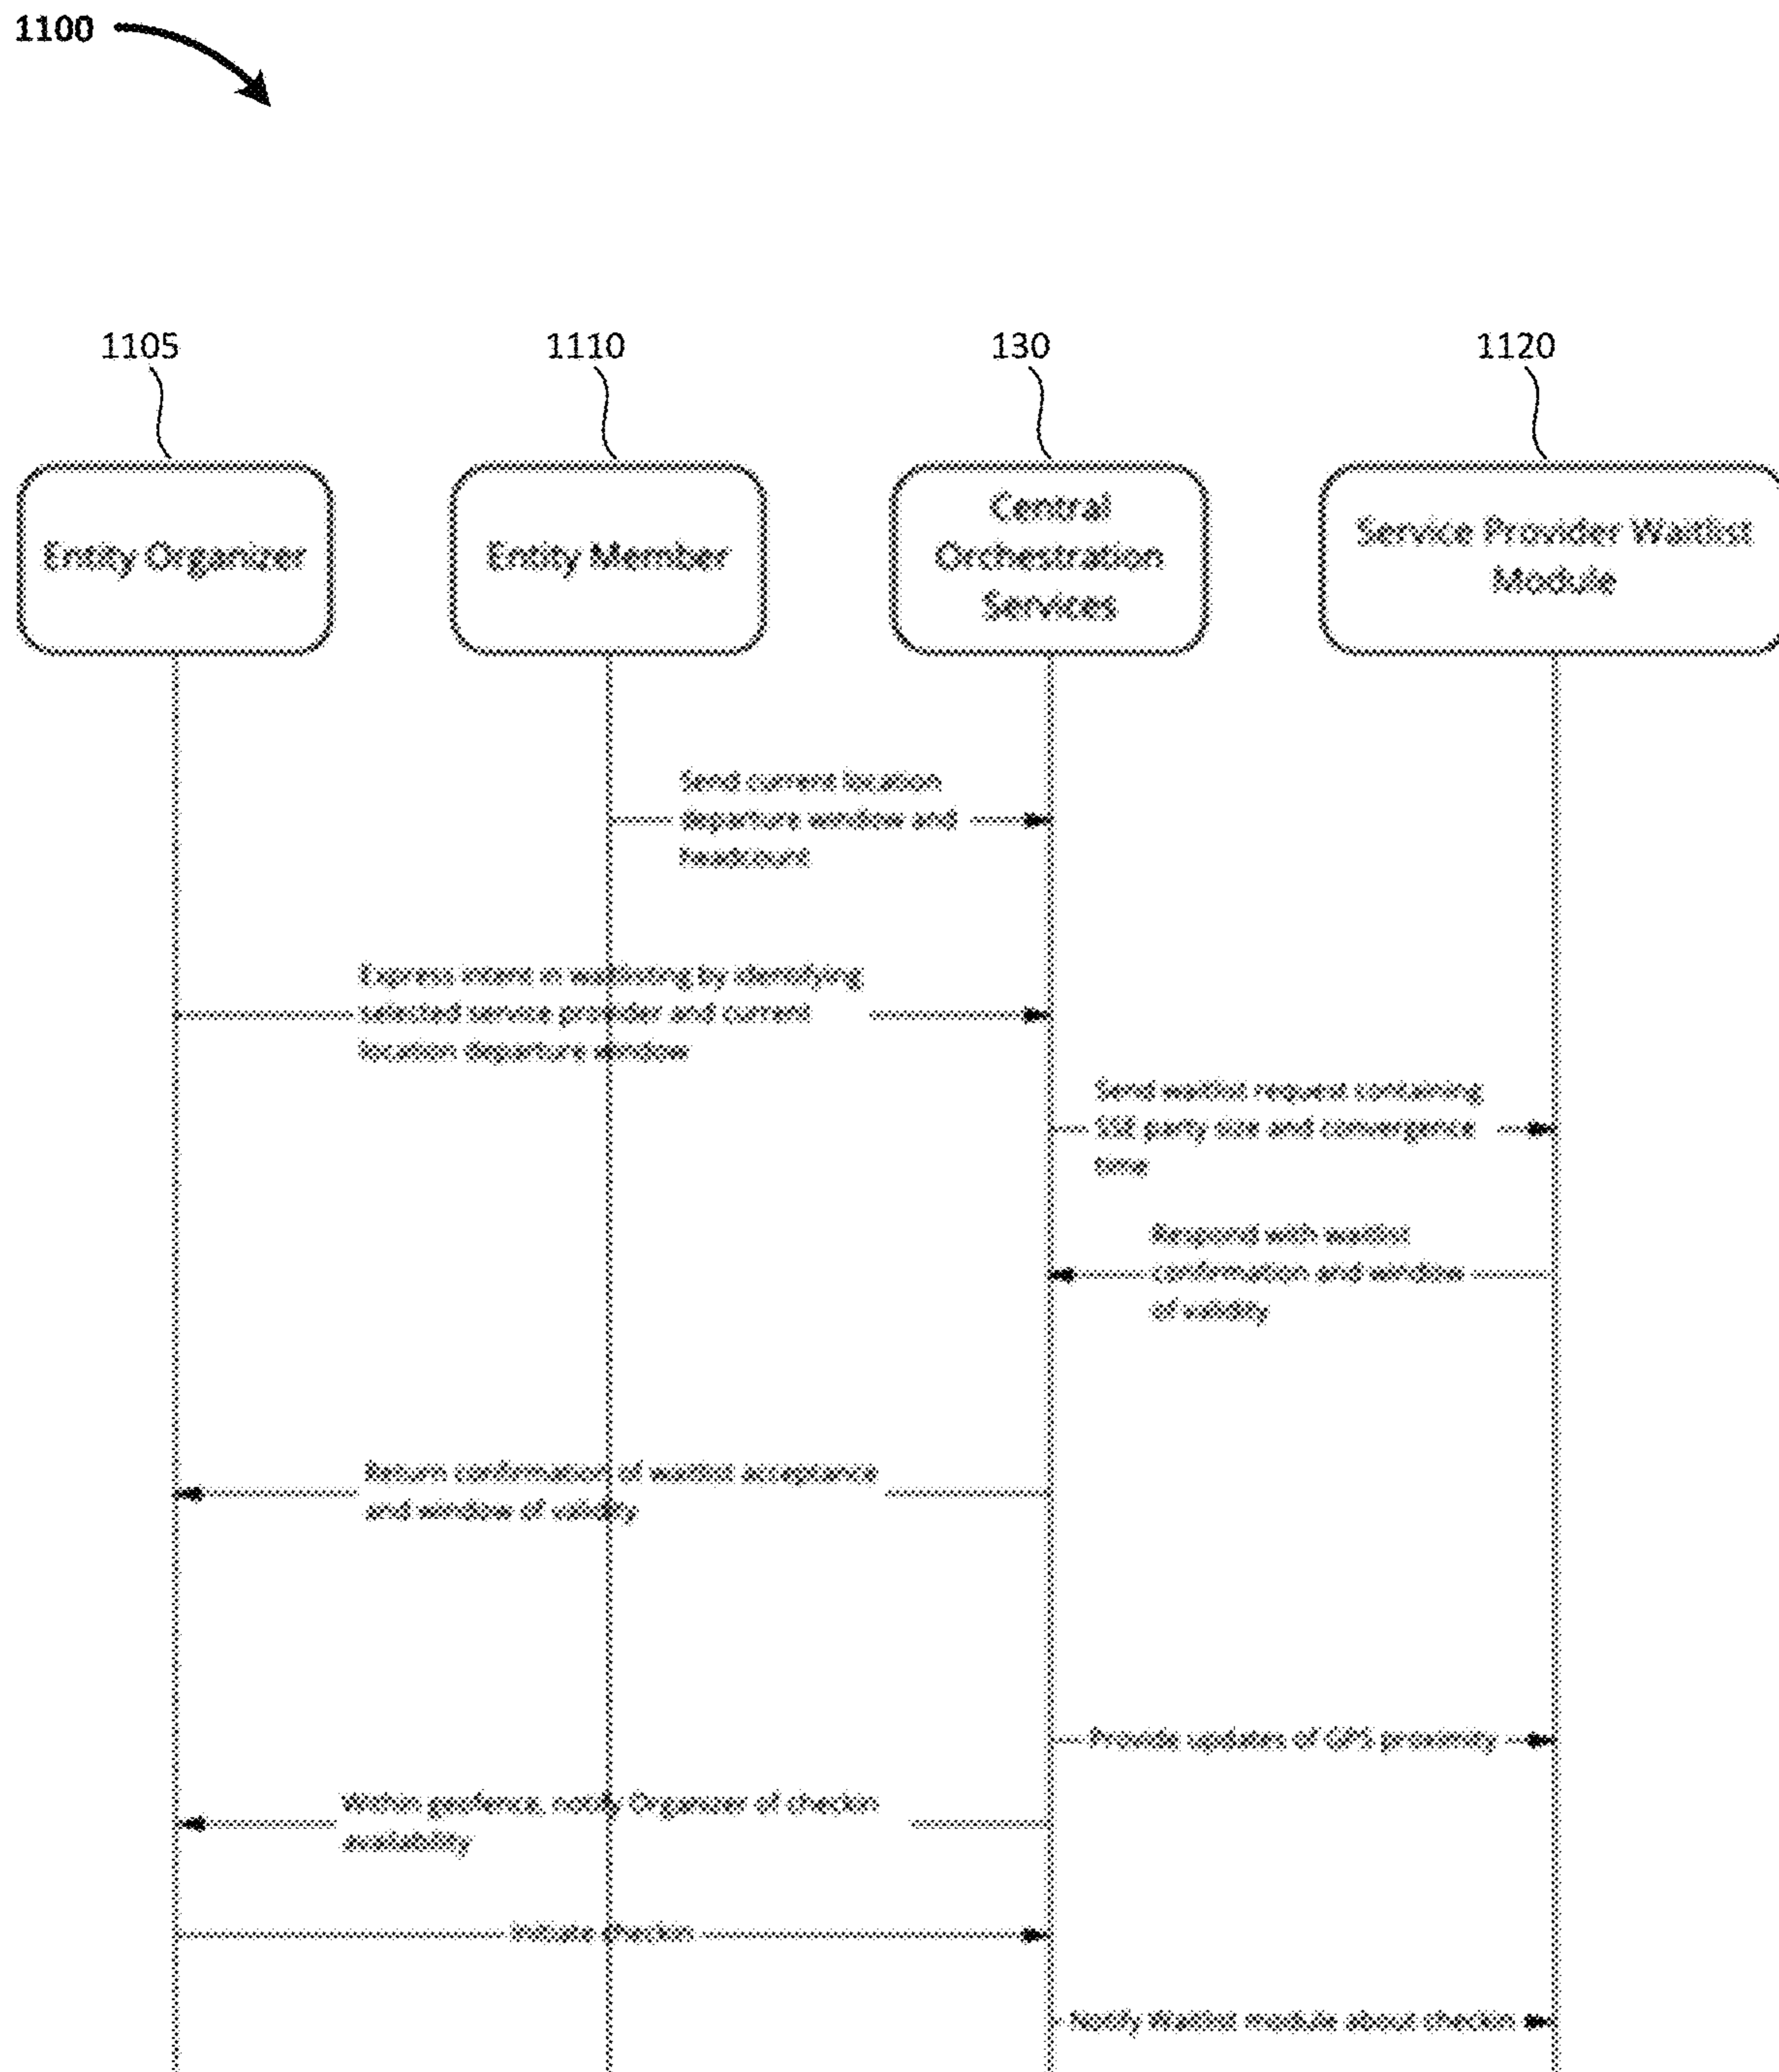 1100
1105
1110
130
1120
Entity Organizer
Entity Member
Central
Orchestration
Services
Service Provider Waitlist
Module
Send current location
departure window and
headcount
Express intent in waitlisting by identifying
selected service provider and current
location departure window
Send waitlist request containing
SSE party size and convergence
time
Respond with waitlist
confirmation and window
of validity
Return confirmation of waitlist acceptance
and window of validity
Provide updates of GPS proximity
Within geofence, notify Organizer of checkin
availability
Initiate checkin
Notify Waitlist module about checkin